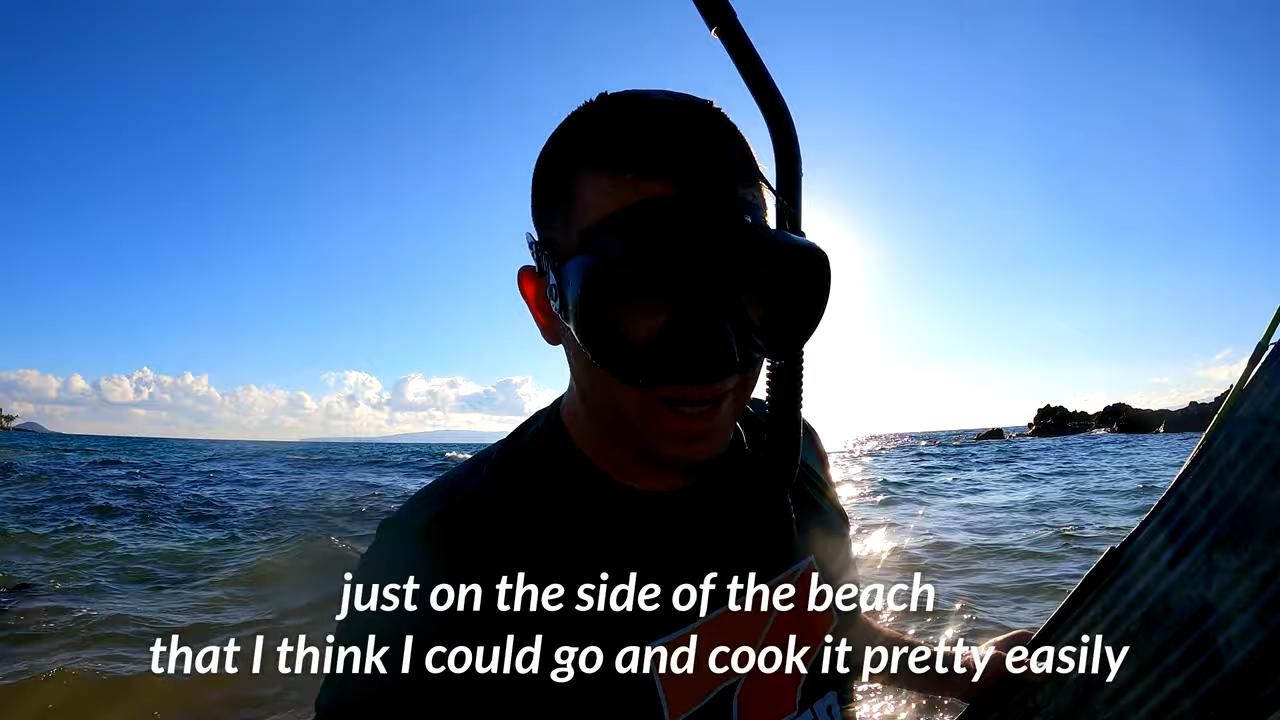 just on the side of the beach
that I think I could go and cook it pretty easily